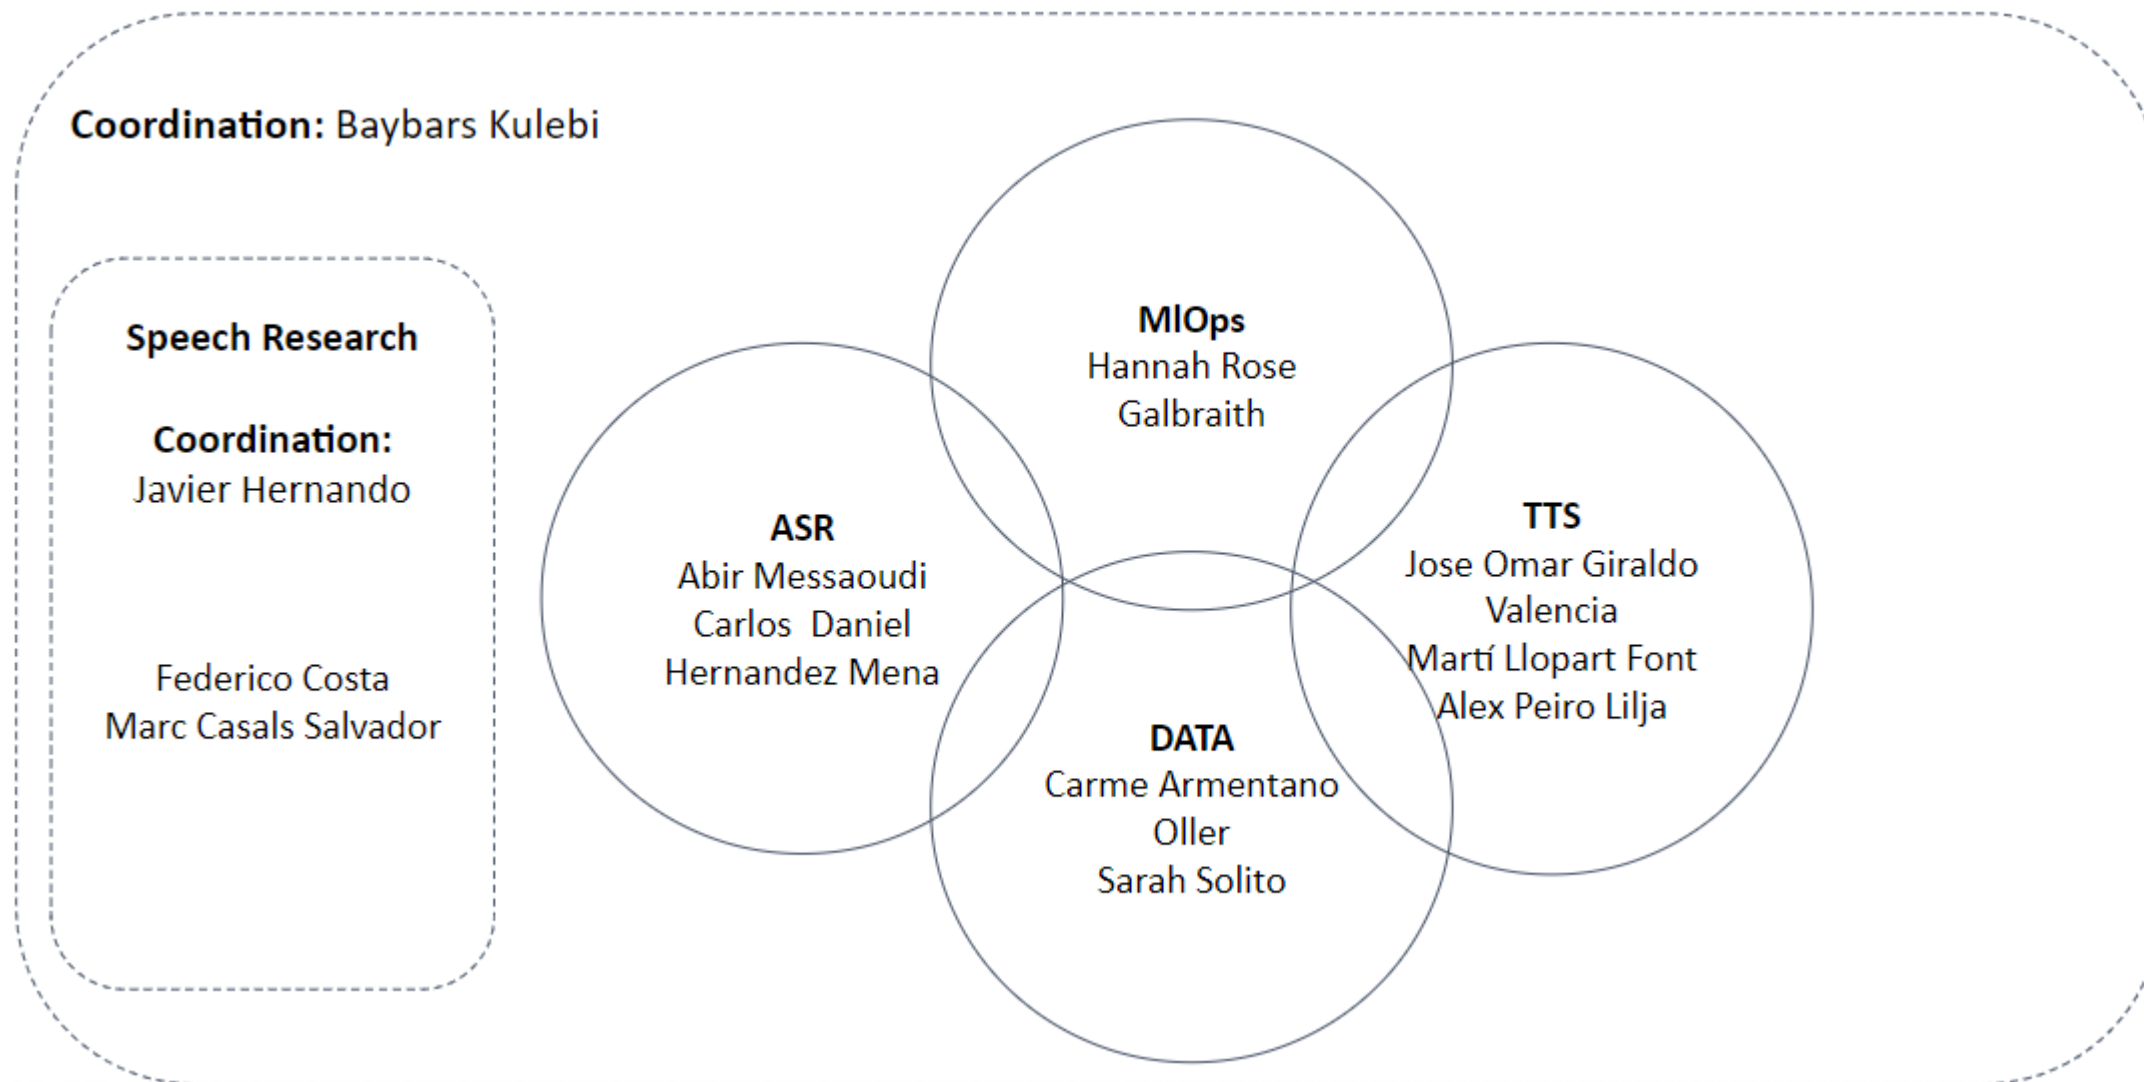 Coordination: Baybars Kulebi
Speech Research
Coordination:
Javier Hernando
Federico Costa
Marc Casals Salvador
ASR
Abir Messaoudi
Carlos  Daniel
Hernandez Mena
MlOps
Hannah Rose
Galbraith
DATA
Carme Armentano
Oller
Sarah Solito
TTS
Jose Omar Giraldo
Valencia
Martí Llopart Font
Alex Peiro Lilja